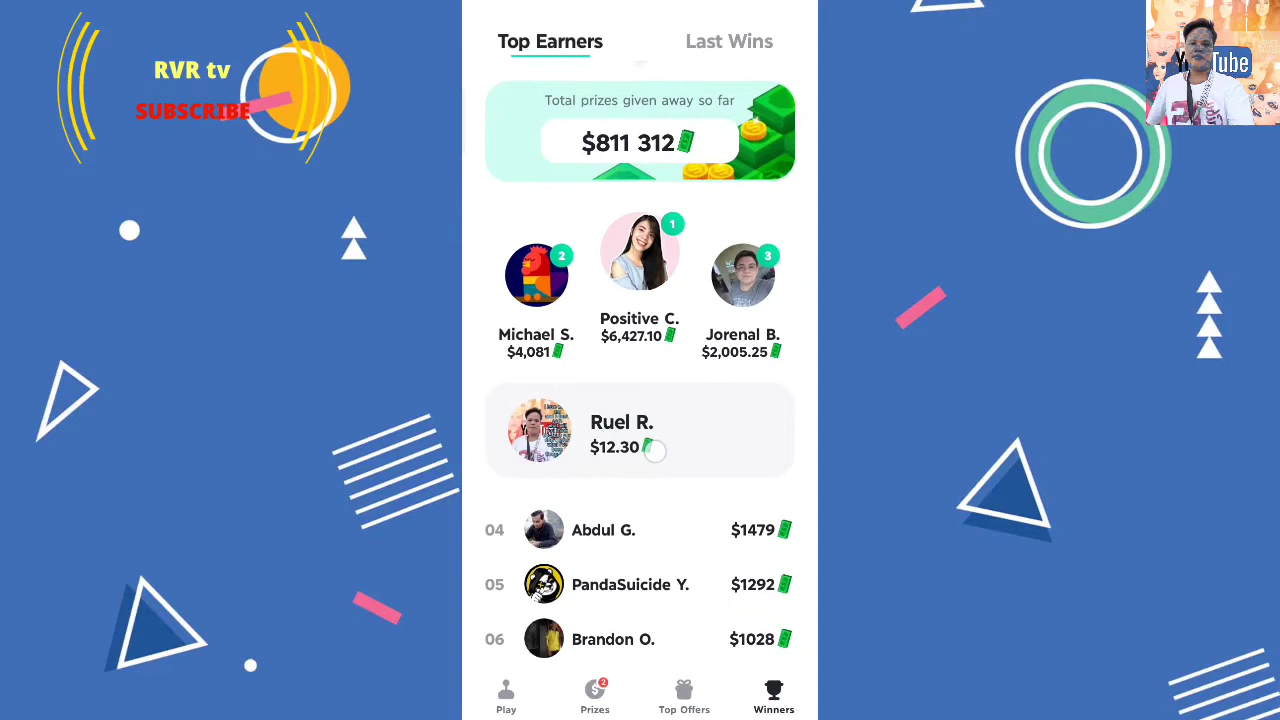 RVR tv
SUBSCRIBE
Top Earners
Last Wins
Total prizes given away so far
$811 312
1
2
3
Positive C.
$6,427.10
Michael S.
$4,081
Jorenal B.
$2,005.25
Ruel R.
$12.30
04 Abdul G. $1479
05 PandaSuicide Y. $1292
06 Brandon O. $1028
2
Play
Prizes
Top Offers
Winners